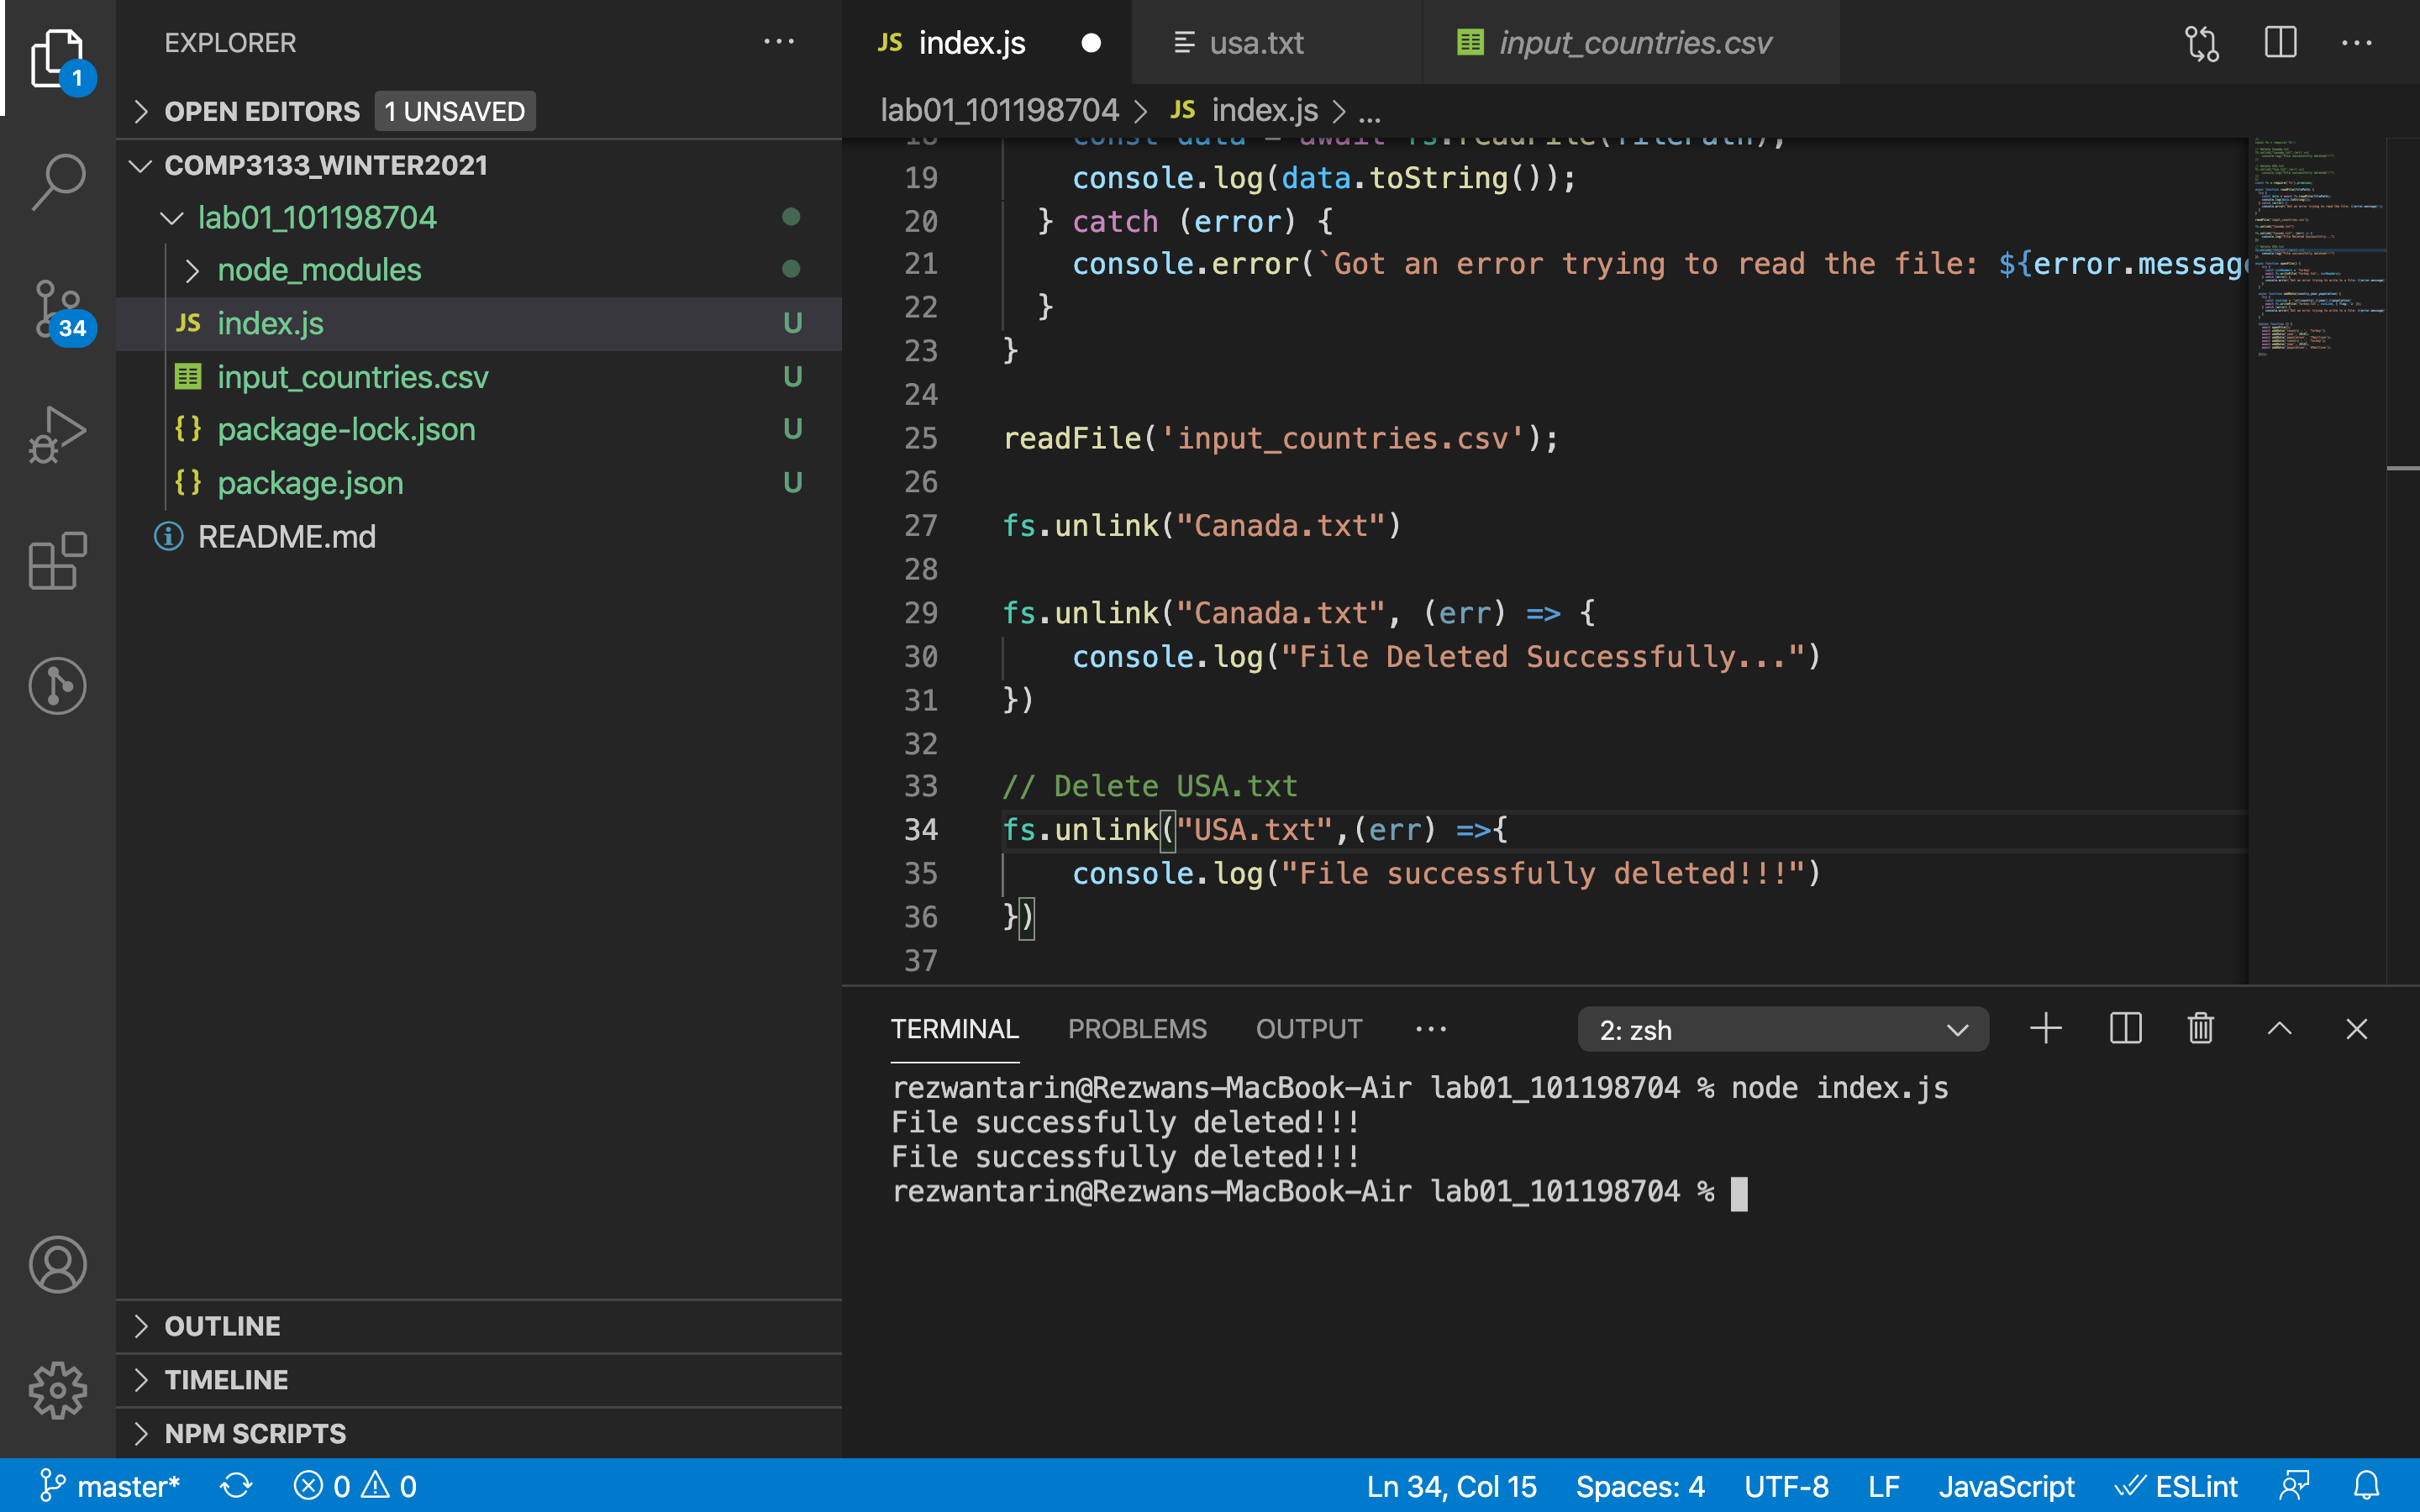 EXPLORER
1
OPEN EDITORS 1 UNSAVED
COMP3133_WINTER2021
lab01_101198704
node_modules
JS index.js U
input_countries.csv U
{} package-lock.json U
{} package.json U
README.md
34
OUTLINE
TIMELINE
NPM SCRIPTS
JS index.js
usa.txt
input_countries.csv
lab01_101198704 > JS index.js > ...
18 const data = await fs.readFile(filePath);
19 console.log(data.toString());
20 } catch (error) {
21 console.error(`Got an error trying to read the file: ${error.message
22 }
23 }
24
25 readFile('input_countries.csv');
26
27 fs.unlink("Canada.txt")
28
29 fs.unlink("Canada.txt", (err) => {
30 console.log("File Deleted Successfully...")
31 })
32
33 // Delete USA.txt
34 fs.unlink("USA.txt",(err) =>{
35 console.log("File successfully deleted!!!")
36 })
37
TERMINAL PROBLEMS OUTPUT ... 2: zsh
rezwantarin@Rezwans-MacBook-Air lab01_101198704 % node index.js
File successfully deleted!!!
File successfully deleted!!!
rezwantarin@Rezwans-MacBook-Air lab01_101198704 %
master* 0 0 Ln 34, Col 15 Spaces: 4 UTF-8 LF JavaScript ESLint